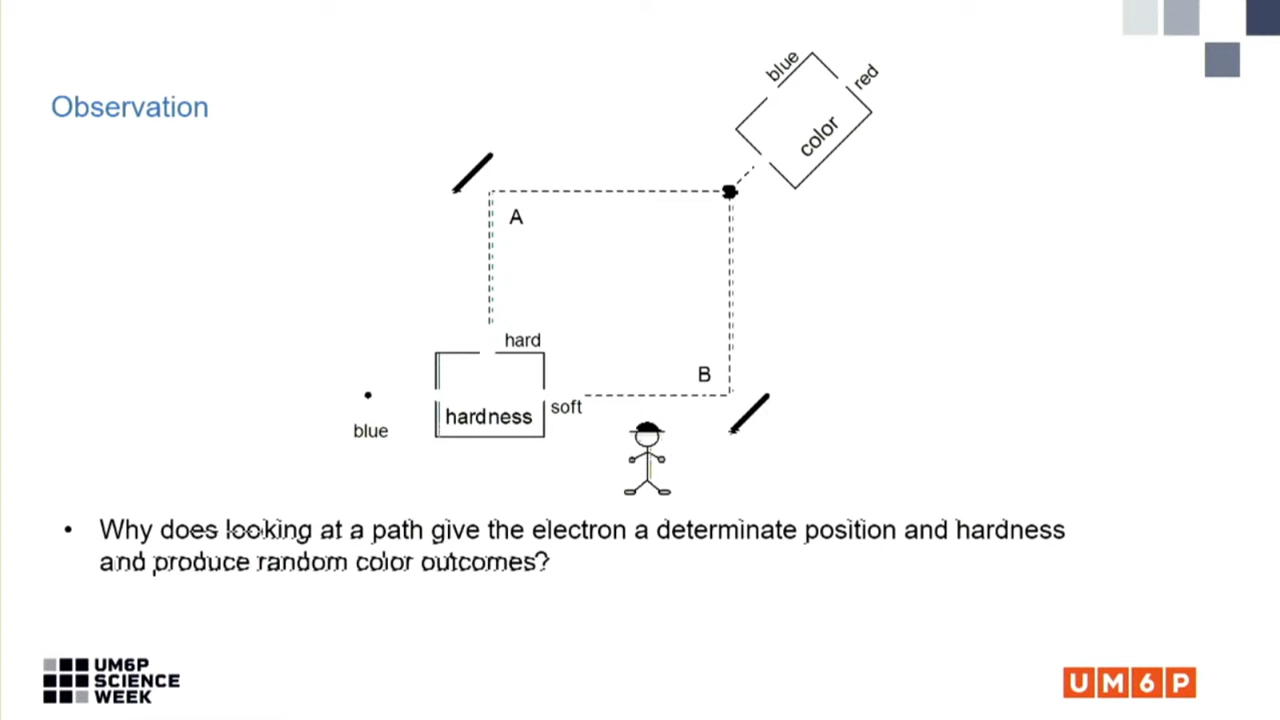 Observation
blue
red
color
A
hard
B
soft
hardness
blue
• Why does looking at a path give the electron a determinate position and hardness
and produce random color outcomes?
UM6P
SCIENCE
WEEK
UM6P